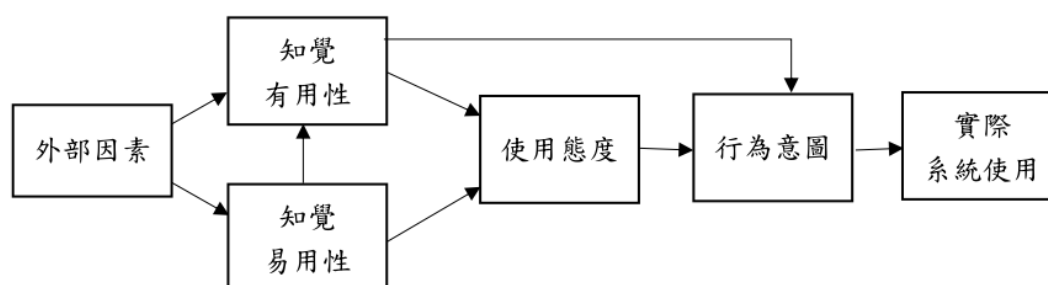 外部因素
知覺
有用性
知覺
易用性
使用態度
行為意圖
實際
系統使用